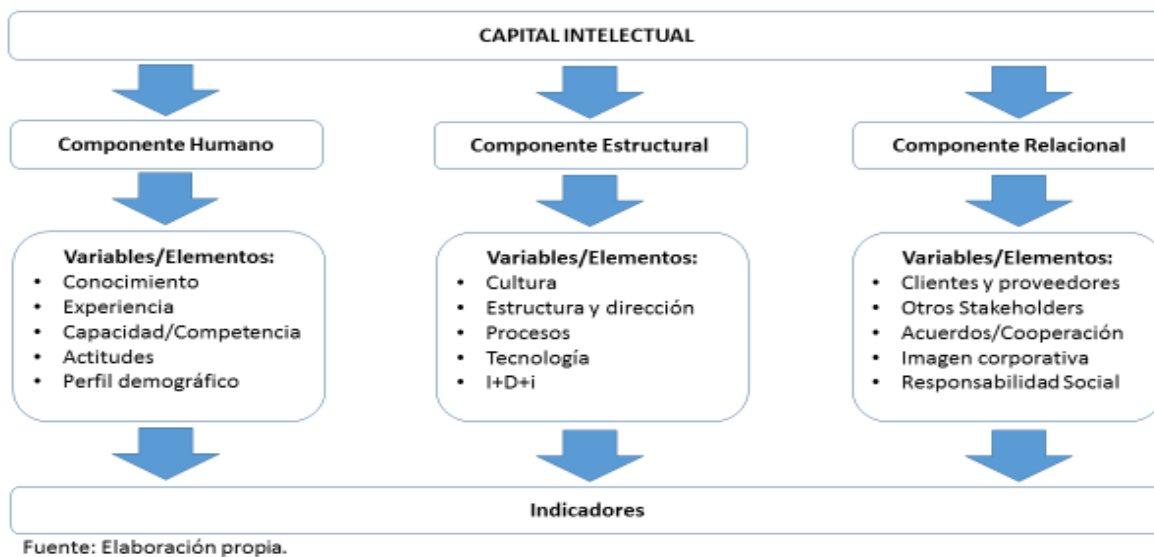 CAPITAL INTELECTUAL
Componente Humano
Componente Estructural
Componente Relacional
Variables/Elementos:
• Conocimiento
• Experiencia
• Capacidad/Competencia
• Actitudes
• Perfil demográfico
Variables/Elementos:
• Cultura
• Estructura y dirección
• Procesos
• Tecnología
• I+D+i
Variables/Elementos:
• Clientes y proveedores
• Otros Stakeholders
• Acuerdos/Cooperación
• Imagen corporativa
• Responsabilidad Social
Indicadores
Fuente: Elaboración propia.